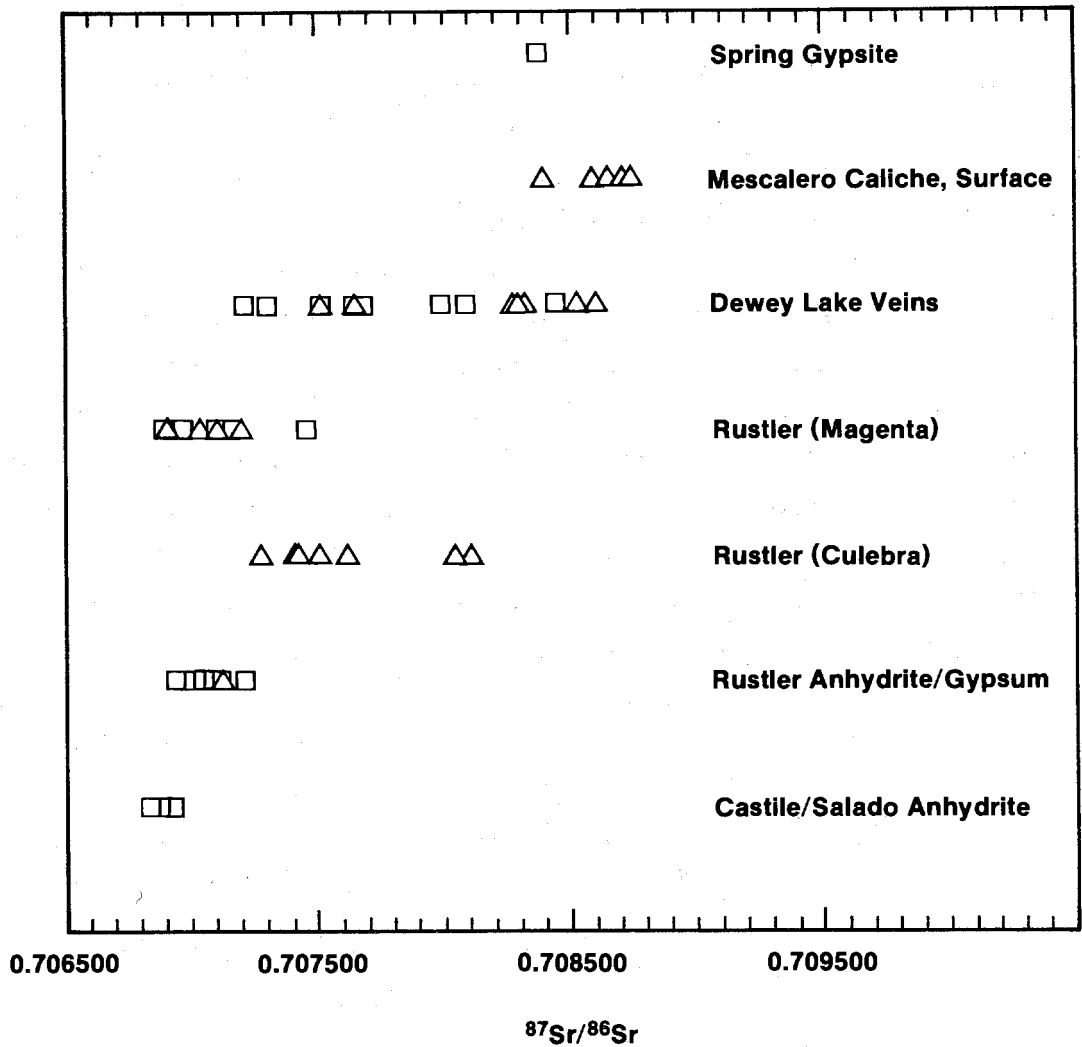 Spring Gypsite
Mescalero Caliche, Surface
Dewey Lake Veins
Rustler (Magenta)
Rustler (Culebra)
Rustler Anhydrite/Gypsum
Castile/Salado Anhydrite
0.706500 0.707500 0.708500 0.709500
⁸⁷Sr/⁸⁶Sr